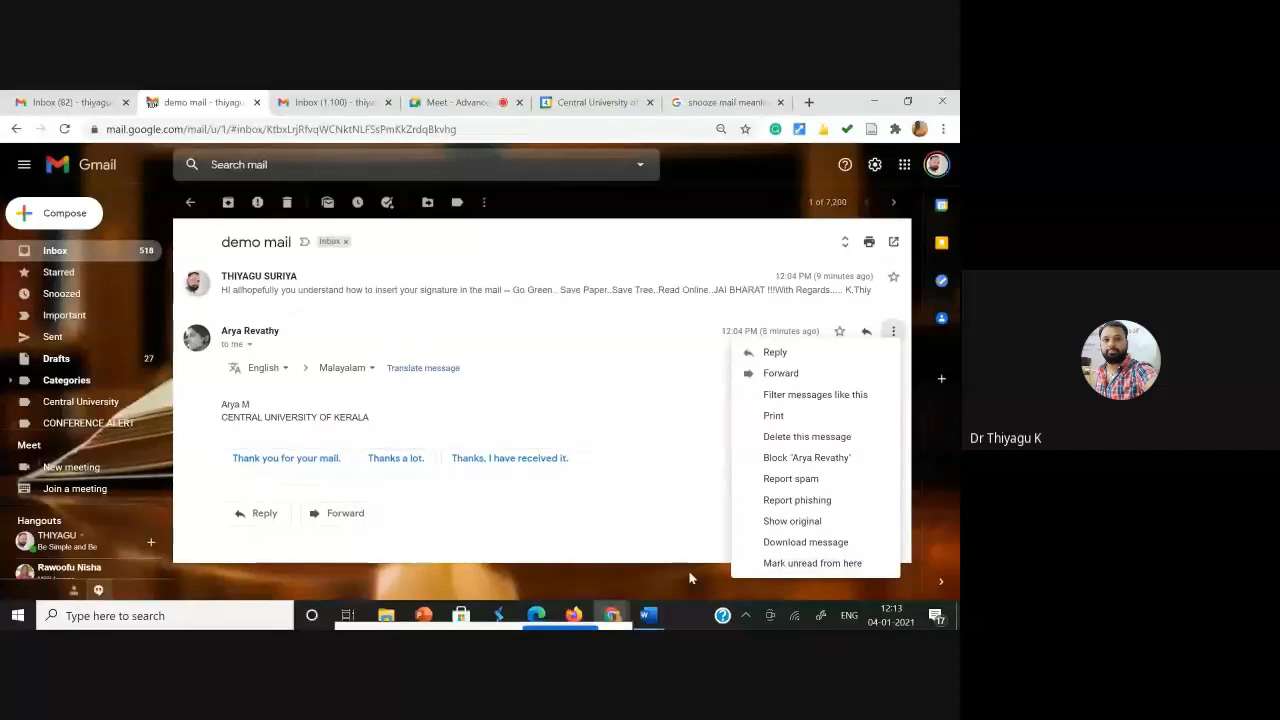 Inbox (82) - thiyagu
demo mail - thiyagu
Inbox (1,100) - thiya
Meet - Advance
Central University of
snooze mail meanin
mail.google.com/mail/u/1/#inbox/KtbxLrjRfvqWCNktNLFSsPmKkZrdqBkvhg
Gmail
Search mail
Compose
1 of 7,200
Inbox 518
Starred
Snoozed
Important
Sent
Drafts 27
Categories
Central University
CONFERENCE ALERT
Meet
New meeting
Join a meeting
Hangouts
THIYAGU
Be Simple and Be
Rawoofu Nisha
demo mail
Inbox x
THIYAGU SURIYA
12:04 PM (9 minutes ago)
HI allhopefully you understand how to insert your signature in the mail -- Go Green.. Save Paper..Save Tree..Read Online..JAI BHARAT !!!With Regards..... K.Thiy
Arya Revathy
12:04 PM (8 minutes ago)
to me
English > Malayalam Translate message
Arya M
CENTRAL UNIVERSITY OF KERALA
Thank you for your mail. Thanks a lot. Thanks, I have received it.
Reply Forward
Reply
Forward
Filter messages like this
Print
Delete this message
Block "Arya Revathy"
Report spam
Report phishing
Show original
Download message
Mark unread from here
Type here to search
ENG
12:13
04-01-2021
17
Dr Thiyagu K